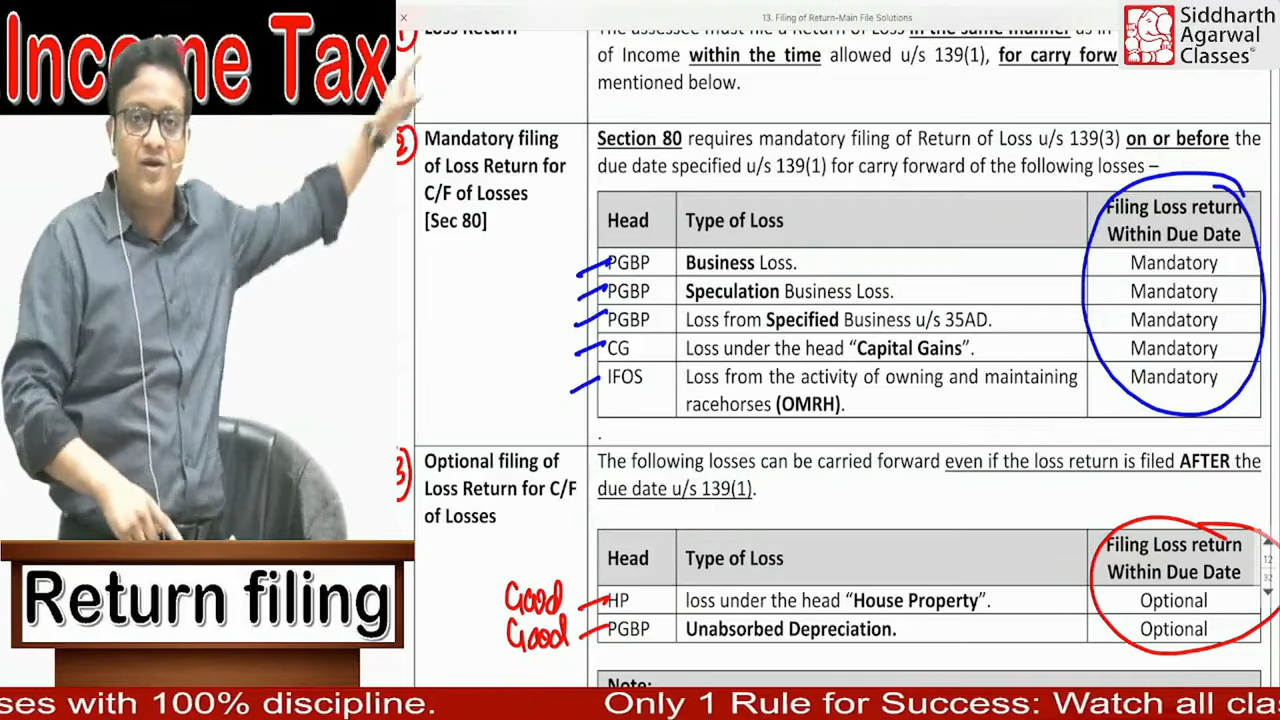 Income Tax
13. Filing of Return-Main File Solutions
Siddharth
Agarwal
Classes
Loss Return
The assessee must file a Return of Loss in the same manner as in
of Income within the time allowed u/s 139(1), for carry forw
mentioned below.
2
Mandatory filing
of Loss Return for
C/F of Losses
[Sec 80]
Section 80 requires mandatory filing of Return of Loss u/s 139(3) on or before the
due date specified u/s 139(1) for carry forward of the following losses –
Head Type of Loss Filing Loss return
Within Due Date
PGBP Business Loss. Mandatory
PGBP Speculation Business Loss. Mandatory
PGBP Loss from Specified Business u/s 35AD. Mandatory
CG Loss under the head “Capital Gains”. Mandatory
IFOS Loss from the activity of owning and maintaining Mandatory
racehorses (OMRH).
.
3
Optional filing of
Loss Return for C/F
of Losses
The following losses can be carried forward even if the loss return is filed AFTER the
due date u/s 139(1).
Head Type of Loss Filing Loss return
Within Due Date
Good HP loss under the head “House Property”. Optional
Good PGBP Unabsorbed Depreciation. Optional
Note:
12
32
Return filing
sses with 100% discipline. Only 1 Rule for Success: Watch all clas